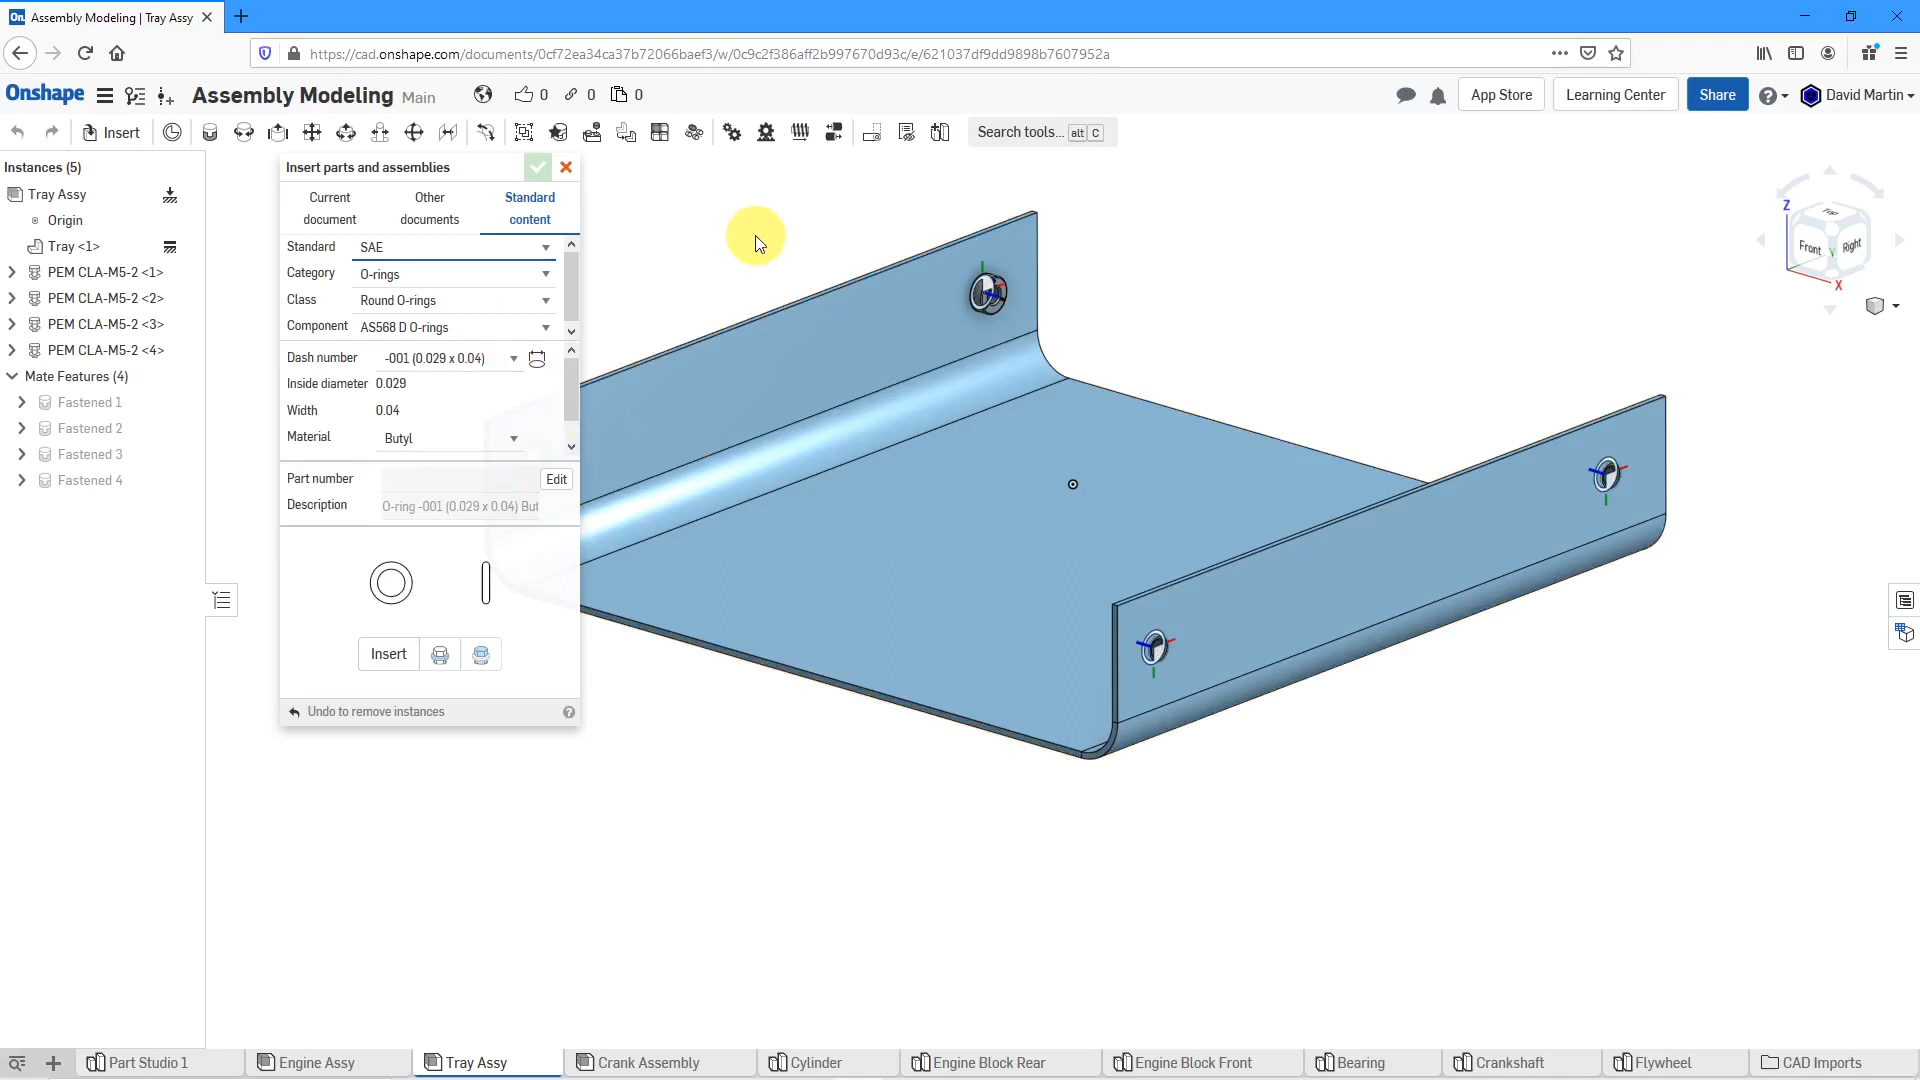 On. Assembly Modeling | Tray Assy
https://cad.onshape.com/documents/0cf72ea34ca37b72066baef3/w/0c9c2f386aff2b997670d93c/e/621037df9dd9898b7607952a
Onshape Assembly Modeling Main 0 0 0 App Store Learning Center Share David Martin
Insert Search tools... alt C
Instances (5)
Tray Assy
Origin
Tray <1>
PEM CLA-M5-2 <1>
PEM CLA-M5-2 <2>
PEM CLA-M5-2 <3>
PEM CLA-M5-2 <4>
Mate Features (4)
Fastened 1
Fastened 2
Fastened 3
Fastened 4
Insert parts and assemblies
Current document
Other documents
Standard content
Standard SAE
Category O-rings
Class Round O-rings
Component AS568 D O-rings
Dash number -001 (0.029 x 0.04)
Inside diameter 0.029
Width 0.04
Material Butyl
Part number Edit
Description O-ring -001 (0.029 x 0.04) But
Insert
Undo to remove instances
Z
Top
Front
Y
Right
X
Part Studio 1 Engine Assy Tray Assy Crank Assembly Cylinder Engine Block Rear Engine Block Front Bearing Crankshaft Flywheel CAD Imports